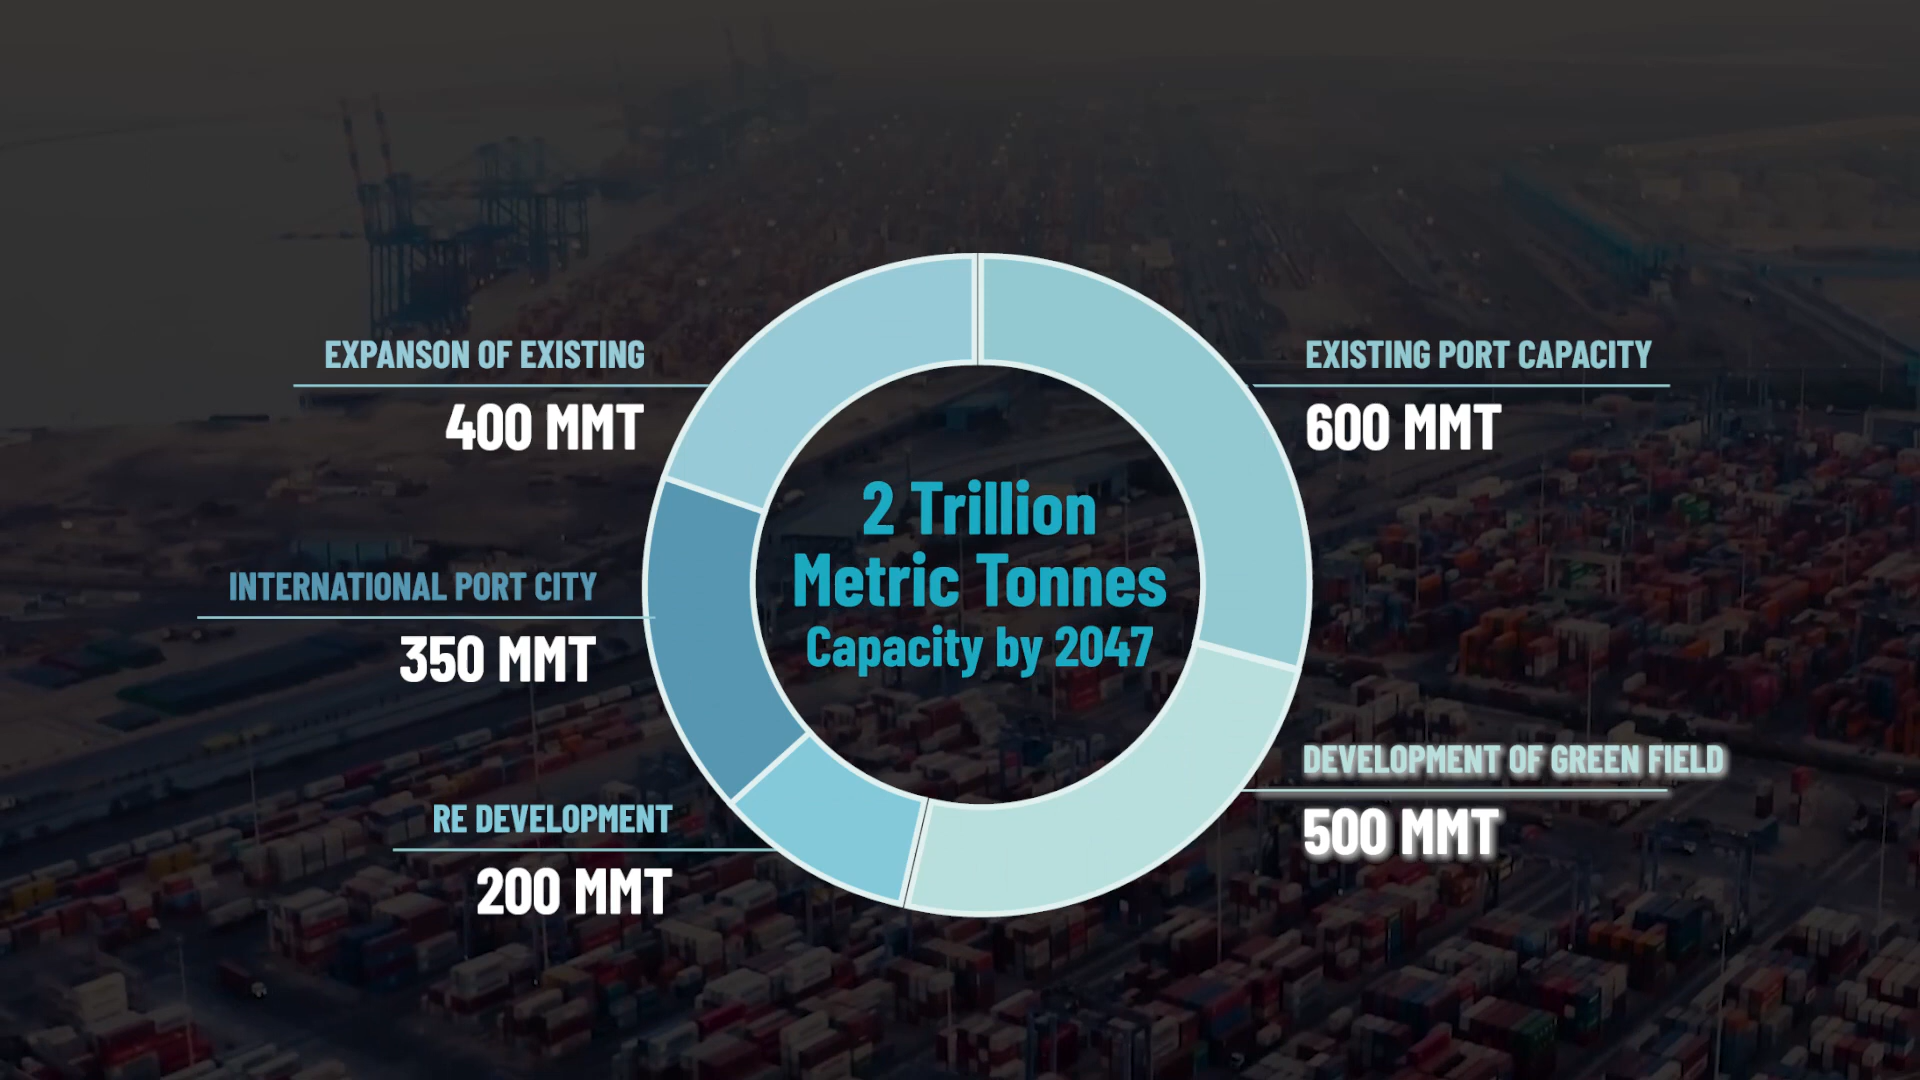 EXPANSON OF EXISTING
400 MMT
INTERNATIONAL PORT CITY
350 MMT
RE DEVELOPMENT
200 MMT
2 Trillion
Metric Tonnes
Capacity by 2047
EXISTING PORT CAPACITY
600 MMT
DEVELOPMENT OF GREEN FIELD
500 MMT